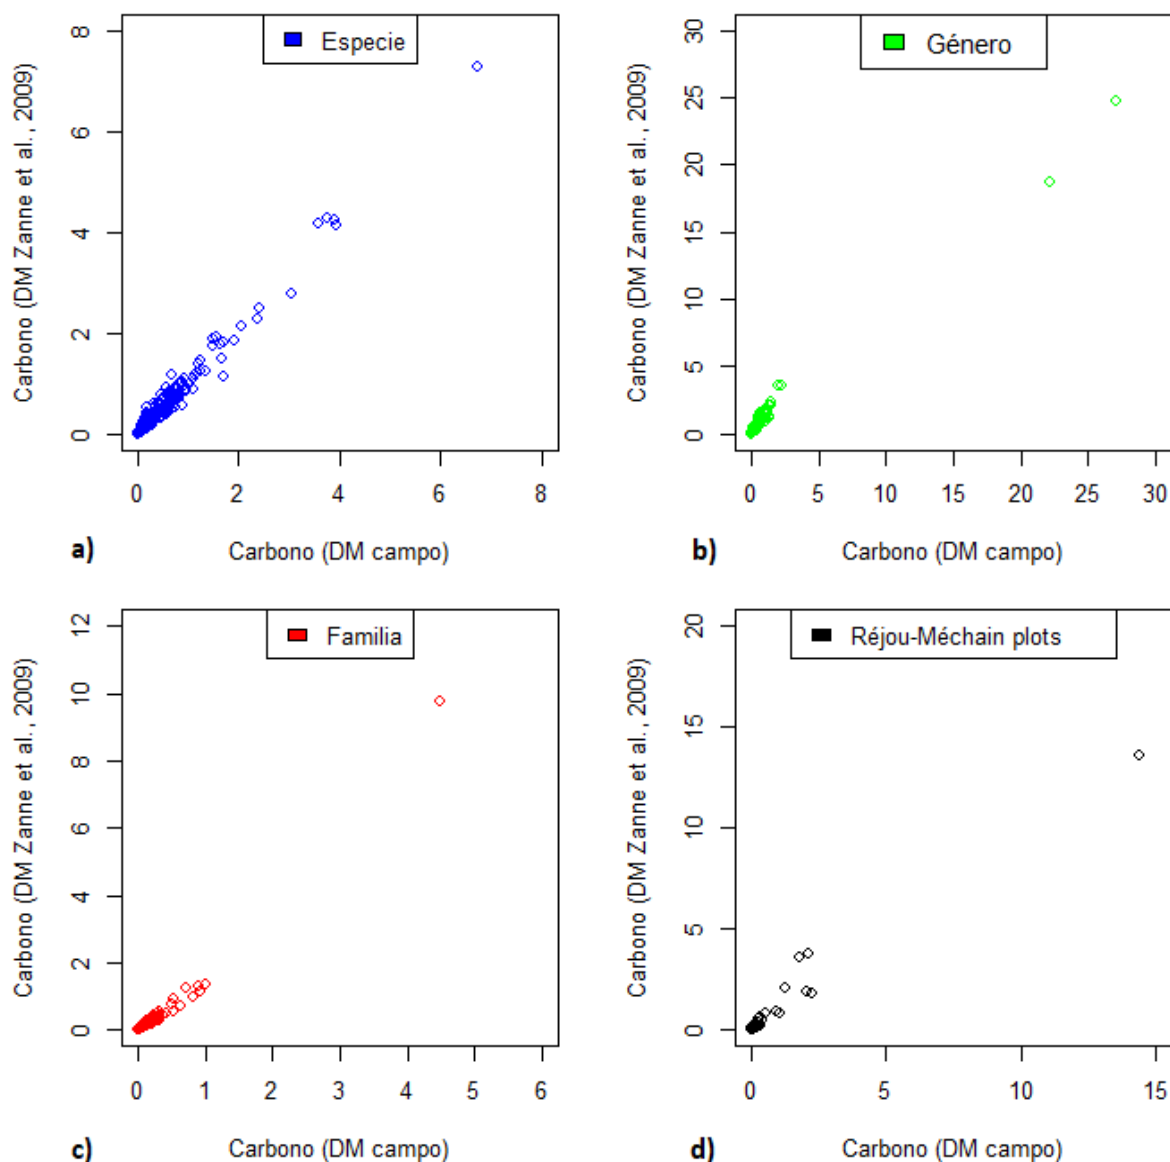 Especie
Carbono (DM Zanne et al., 2009)
8
6
4
2
0
0 2 4 6 8
a) Carbono (DM campo)
Género
Carbono (DM Zanne et al., 2009)
30
25
20
15
10
5
0
0 5 10 15 20 25 30
b) Carbono (DM campo)
Familia
Carbono (DM Zanne et al., 2009)
12
10
8
6
4
2
0
0 1 2 3 4 5 6
c) Carbono (DM campo)
Réjou-Méchain plots
Carbono (DM Zanne et al., 2009)
20
15
10
5
0
0 5 10 15
d) Carbono (DM campo)